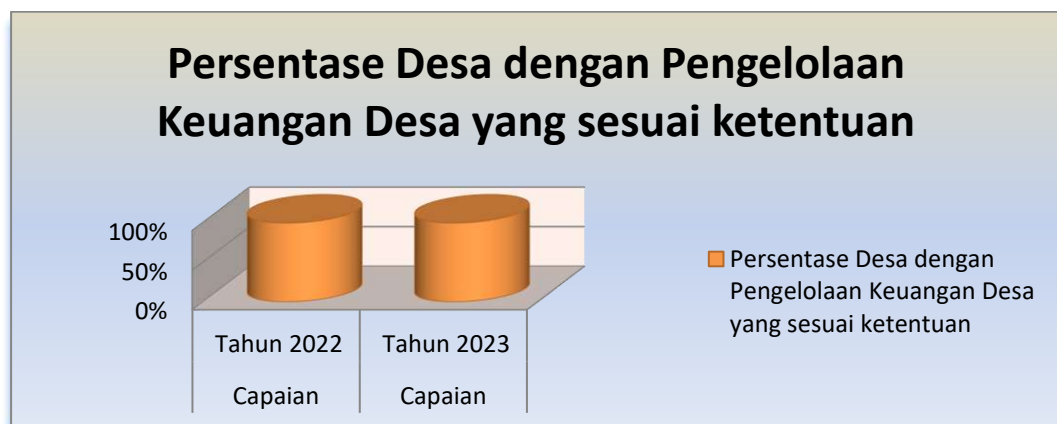 Persentase Desa dengan Pengelolaan
Keuangan Desa yang sesuai ketentuan
100%
50%
0%
Tahun 2022
Tahun 2023
Capaian
Capaian
Persentase Desa dengan
Pengelolaan Keuangan Desa
yang sesuai ketentuan